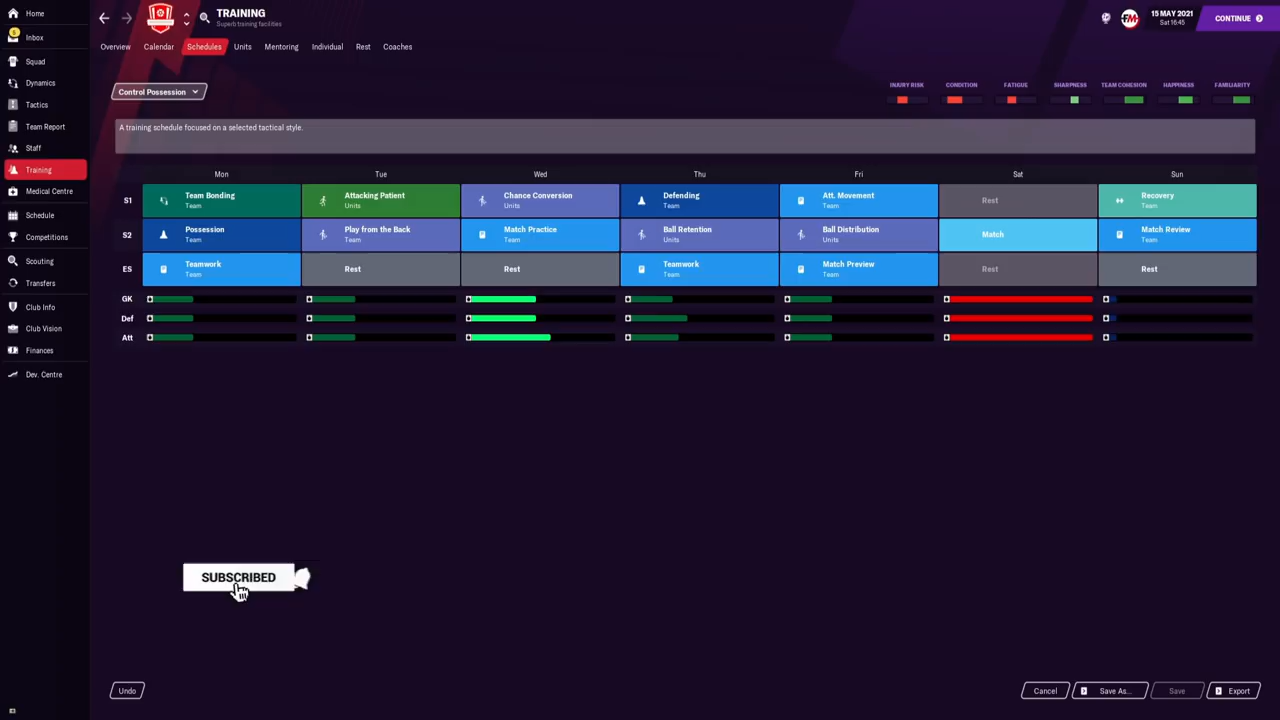 Home
Inbox
Squad
Dynamics
Tactics
Team Report
Staff
Training
Medical Centre
Schedule
Competitions
Scouting
Transfers
Club Info
Club Vision
Finances
Dev. Centre
TRAINING
Superb training facilities
FM
15 MAY 2021
Sat 16:45
CONTINUE
Overview Calendar Schedules Units Mentoring Individual Rest Coaches
Control Possession
INJURY RISK CONDITION FATIGUE SHARPNESS TEAM COHESION HAPPINESS FAMILIARITY
A training schedule focused on a selected tactical style.
Mon Tue Wed Thu Fri Sat Sun
S1 Team Bonding Attacking Patient Chance Conversion Defending Att. Movement Rest Recovery
Team Units Units Team Team Team
S2 Possession Play from the Back Match Practice Ball Retention Ball Distribution Match Match Review
Team Team Team Units Units Team
ES Teamwork Rest Rest Teamwork Match Preview Rest Rest
Team Team Team
GK
Def
Att
SUBSCRIBED
Undo Cancel Save As... Save Export